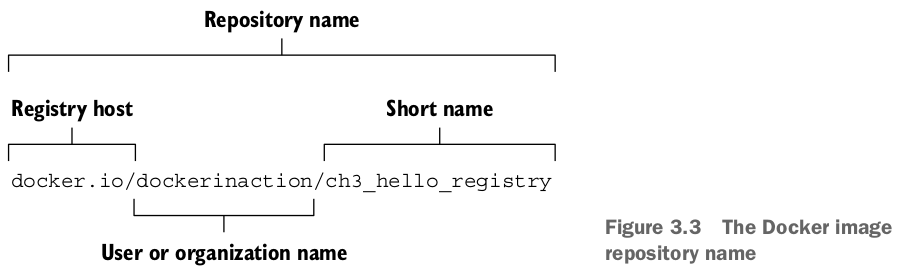 Repository name
Registry host
Short name
docker.io/dockerinaction/ch3_hello_registry
User or organization name
Figure 3.3 The Docker image
repository name